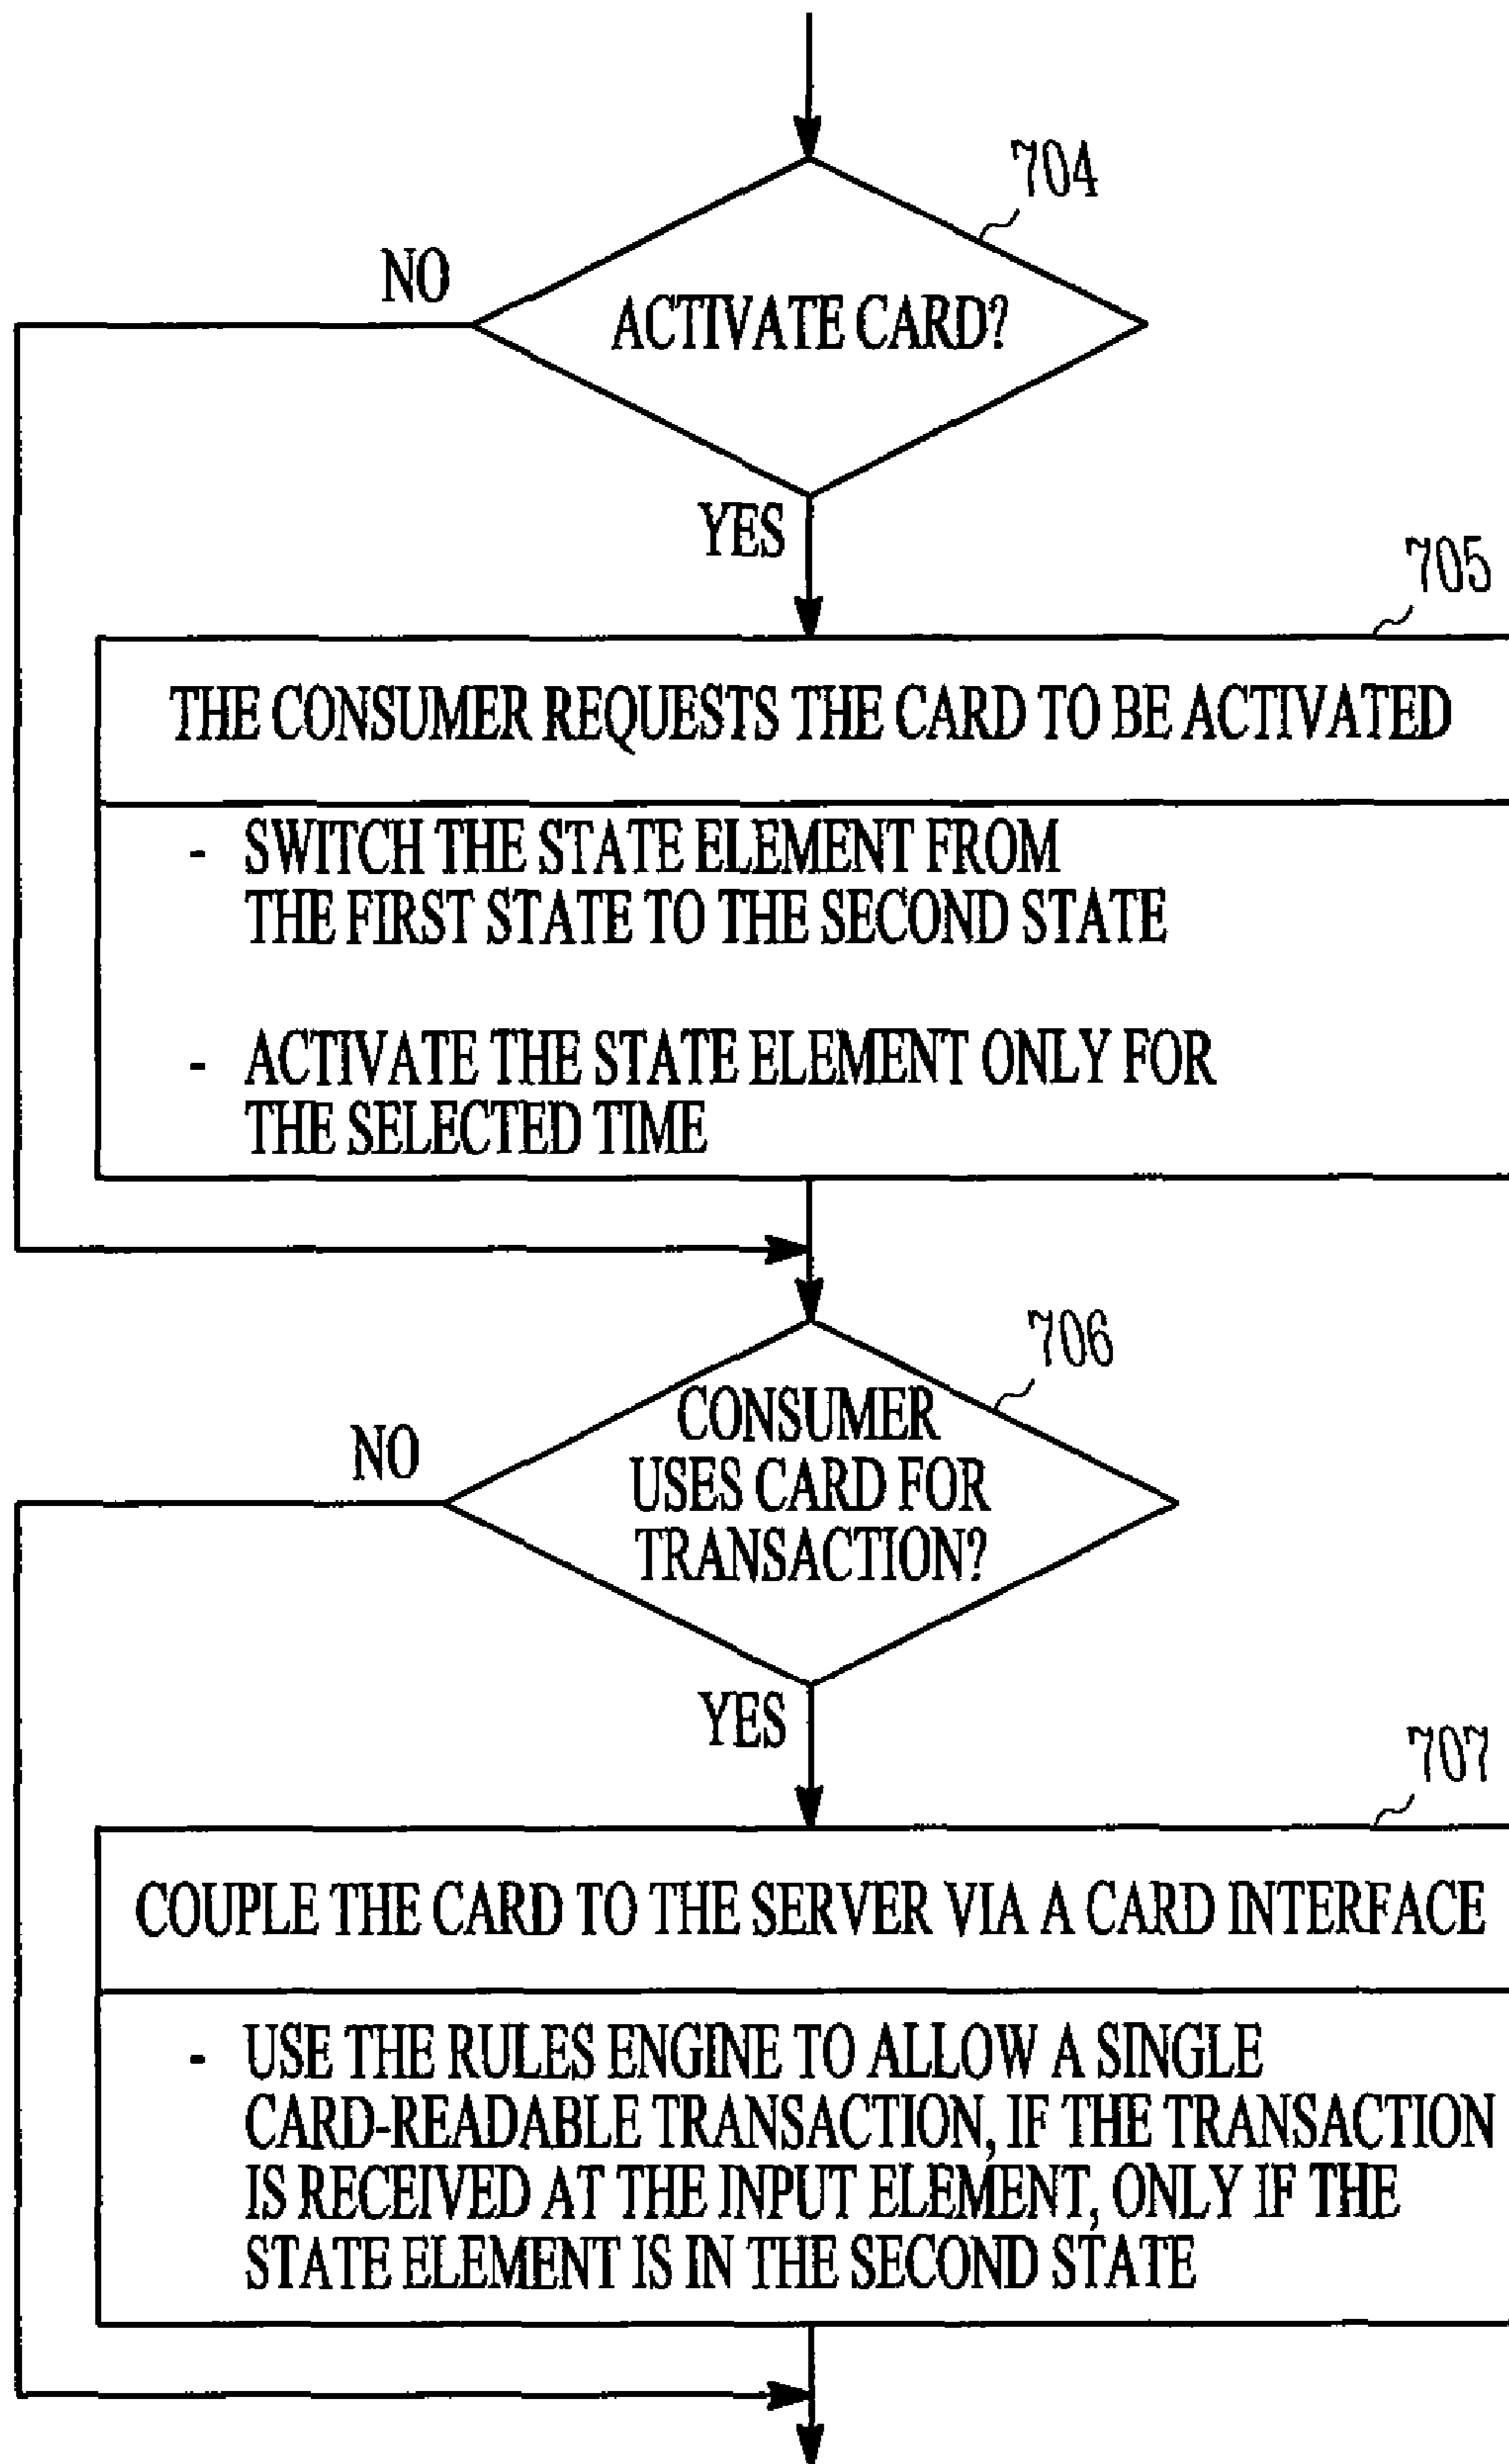 704
NO
ACTIVATE CARD?
YES
705
THE CONSUMER REQUESTS THE CARD TO BE ACTIVATED
- SWITCH THE STATE ELEMENT FROM
THE FIRST STATE TO THE SECOND STATE
- ACTIVATE THE STATE ELEMENT ONLY FOR
THE SELECTED TIME
706
NO
CONSUMER
USES CARD FOR
TRANSACTION?
YES
707
COUPLE THE CARD TO THE SERVER VIA A CARD INTERFACE
- USE THE RULES ENGINE TO ALLOW A SINGLE
CARD-READABLE TRANSACTION, IF THE TRANSACTION
IS RECEIVED AT THE INPUT ELEMENT, ONLY IF THE
STATE ELEMENT IS IN THE SECOND STATE